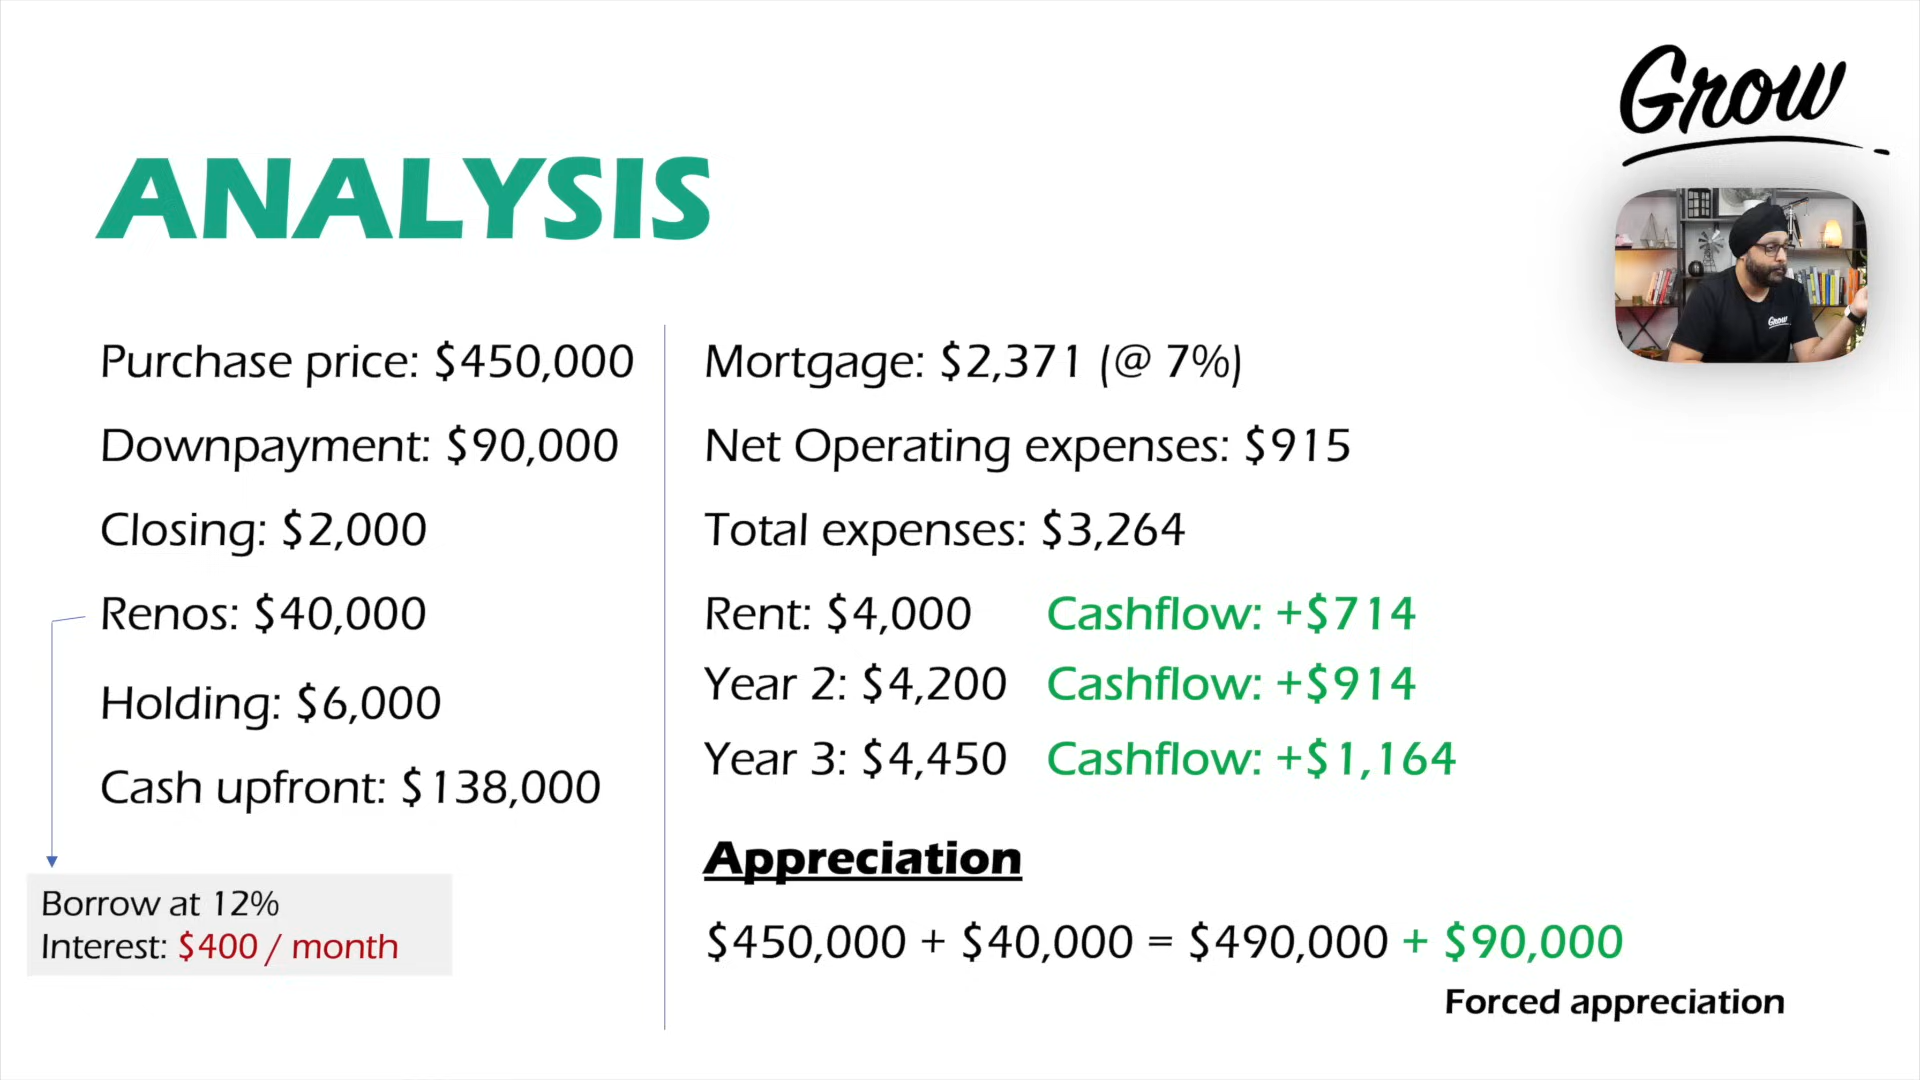 Grow
ANALYSIS
Purchase price: $450,000
Downpayment: $90,000
Closing: $2,000
Renos: $40,000
Holding: $6,000
Cash upfront: $138,000
Borrow at 12%
Interest: $400 / month
Mortgage: $2,371 (@ 7%)
Net Operating expenses: $915
Total expenses: $3,264
Rent: $4,000 Cashflow: +$714
Year 2: $4,200 Cashflow: +$914
Year 3: $4,450 Cashflow: +$1,164
Appreciation
$450,000 + $40,000 = $490,000 + $90,000
Forced appreciation
Grow